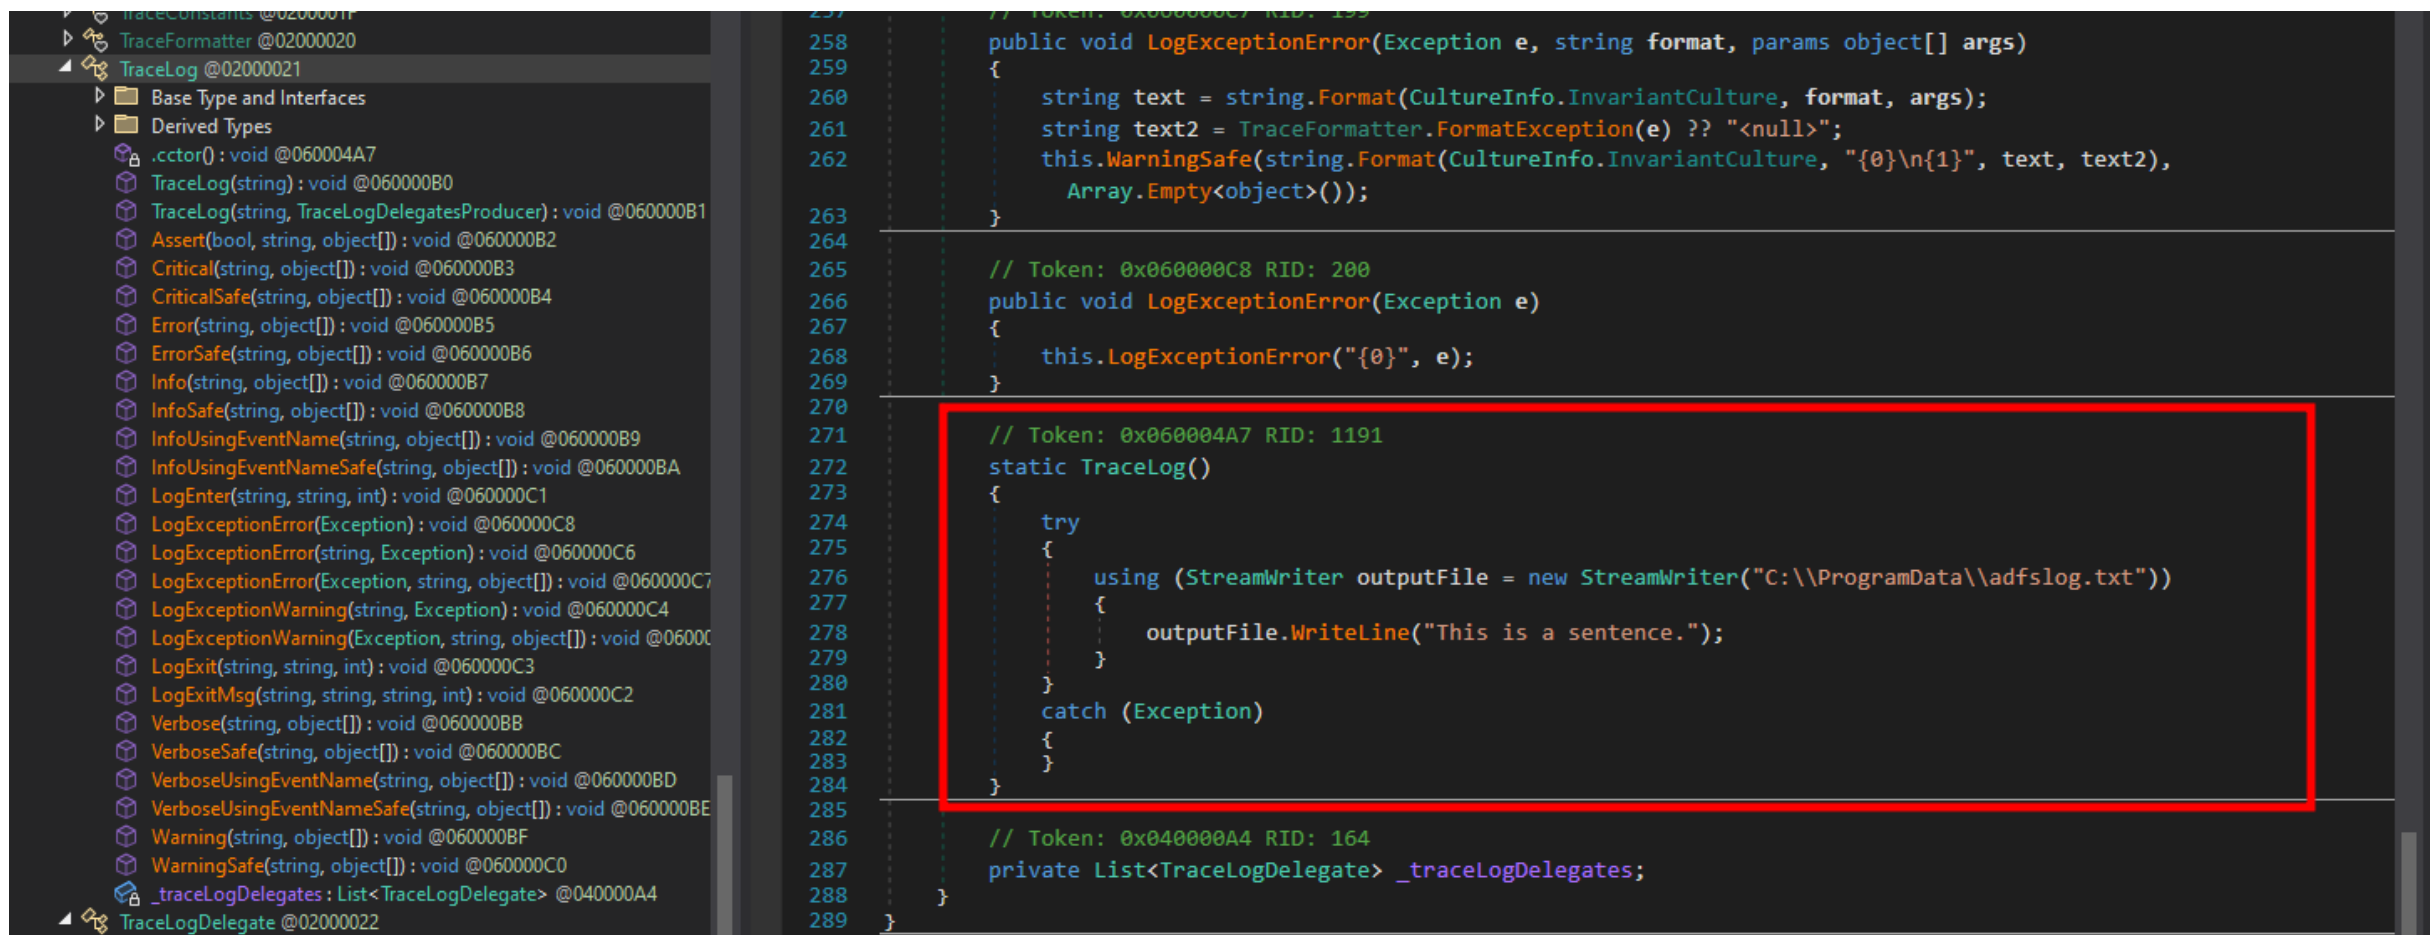 TraceConstants @0200001F
TraceFormatter @02000020
TraceLog @02000021
Base Type and Interfaces
Derived Types
.cctor() : void @060004A7
TraceLog(string) : void @060000B0
TraceLog(string, TraceLogDelegatesProducer) : void @060000B1
Assert(bool, string, object[]) : void @060000B2
Critical(string, object[]) : void @060000B3
CriticalSafe(string, object[]) : void @060000B4
Error(string, object[]) : void @060000B5
ErrorSafe(string, object[]) : void @060000B6
Info(string, object[]) : void @060000B7
InfoSafe(string, object[]) : void @060000B8
InfoUsingEventName(string, object[]) : void @060000B9
InfoUsingEventNameSafe(string, object[]) : void @060000BA
LogEnter(string, string, int) : void @060000C1
LogExceptionError(Exception) : void @060000C8
LogExceptionError(string, Exception) : void @060000C6
LogExceptionError(Exception, string, object[]) : void @060000C7
LogExceptionWarning(string, Exception) : void @060000C4
LogExceptionWarning(Exception, string, object[]) : void @0600
LogExit(string, string, int) : void @060000C3
LogExitMsg(string, string, string, int) : void @060000C2
Verbose(string, object[]) : void @060000BB
VerboseSafe(string, object[]) : void @060000BC
VerboseUsingEventName(string, object[]) : void @060000BD
VerboseUsingEventNameSafe(string, object[]) : void @060000BE
Warning(string, object[]) : void @060000BF
WarningSafe(string, object[]) : void @060000C0
_traceLogDelegates : List<TraceLogDelegate> @040000A4
TraceLogDelegate @02000022
257 // Token: 0x060000C7 RID: 199
258 public void LogExceptionError(Exception e, string format, params object[] args)
259 {
260 string text = string.Format(CultureInfo.InvariantCulture, format, args);
261 string text2 = TraceFormatter.FormatException(e) ?? "<null>";
262 this.WarningSafe(string.Format(CultureInfo.InvariantCulture, "{0}\n{1}", text, text2),
Array.Empty<object>());
263 }
264
265 // Token: 0x060000C8 RID: 200
266 public void LogExceptionError(Exception e)
267 {
268 this.LogExceptionError("{0}", e);
269 }
270
271 // Token: 0x060004A7 RID: 1191
272 static TraceLog()
273 {
274 try
275 {
276 using (StreamWriter outputFile = new StreamWriter("C:\\ProgramData\\adfslog.txt"))
277 {
278 outputFile.WriteLine("This is a sentence.");
279 }
280 }
281 catch (Exception)
282 {
283 }
284 }
285
286 // Token: 0x040000A4 RID: 164
287 private List<TraceLogDelegate> _traceLogDelegates;
288 }
289 }